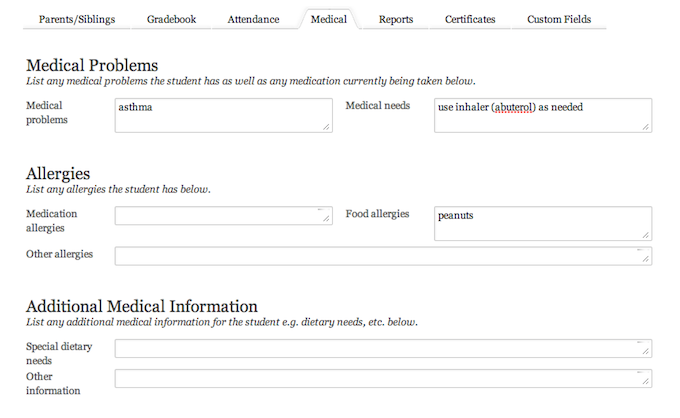 Parents/Siblings Gradebook Attendance Medical Reports Certificates Custom Fields
Medical Problems
List any medical problems the student has as well as any medication currently being taken below.
Medical problems
asthma
Medical needs
use inhaler (abuterol) as needed
Allergies
List any allergies the student has below.
Medication allergies
Food allergies
peanuts
Other allergies
Additional Medical Information
List any additional medical information for the student e.g. dietary needs, etc. below.
Special dietary needs
Other information